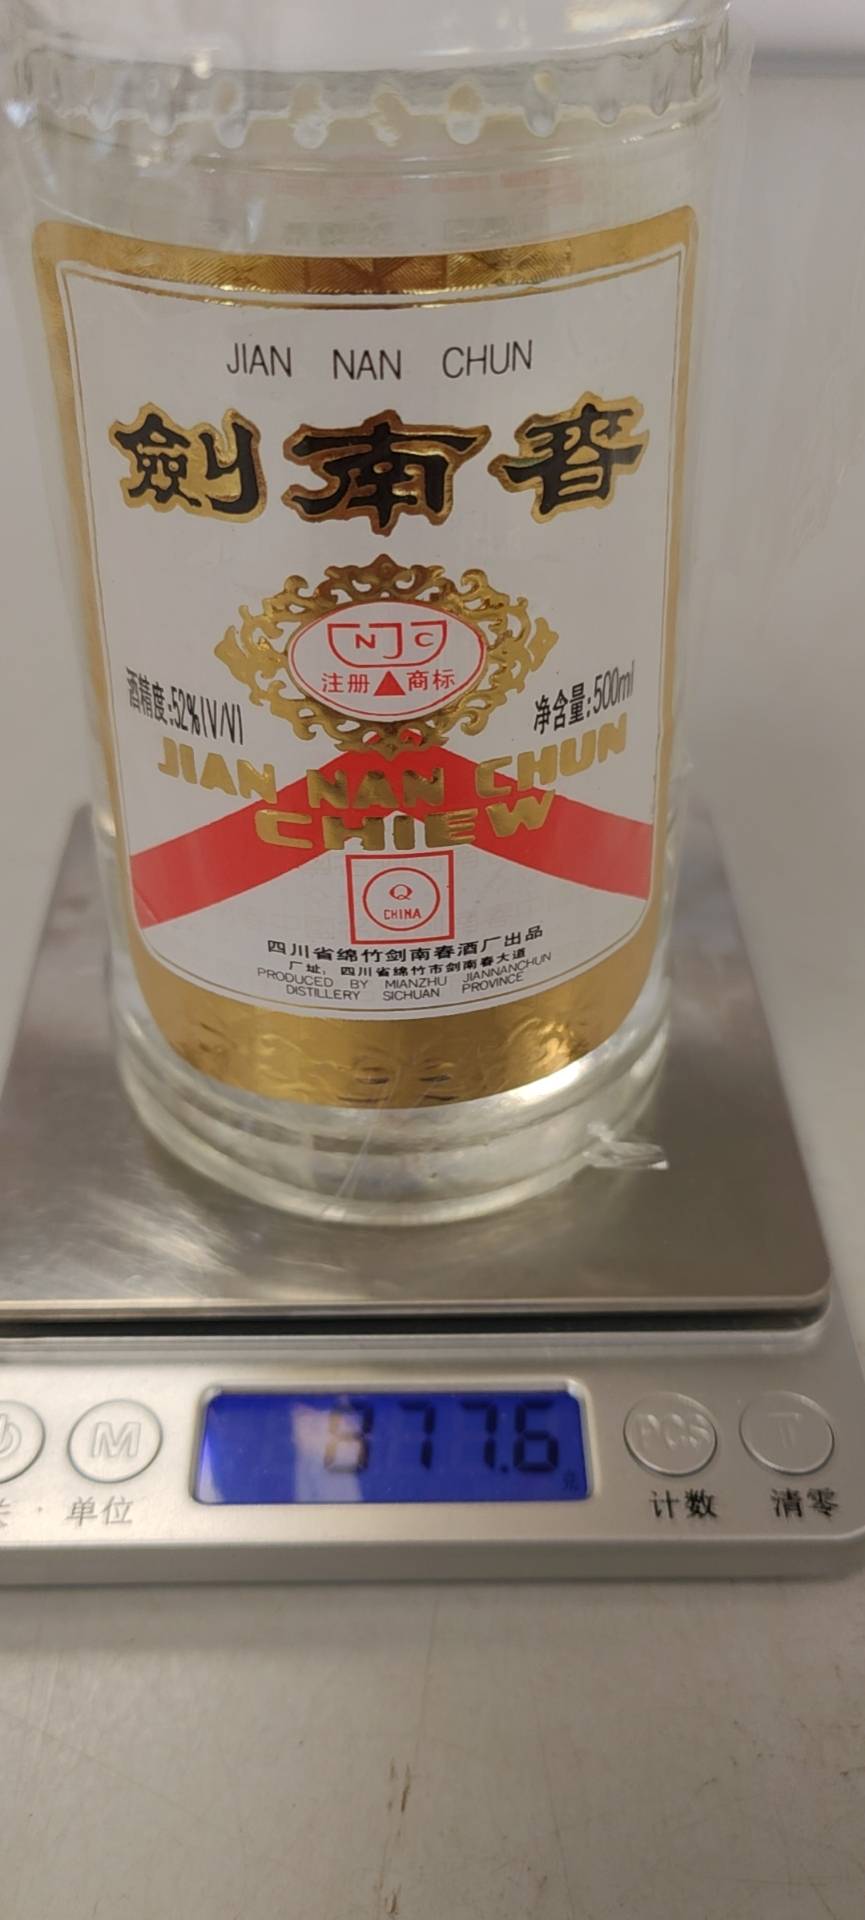 JIAN NAN CHUN
劍南春
NJC
注册▲商标
酒精度:52%(V/V)
净含量:500ml
JIAN NAN CHUN
CHIEW
Q
CHINA
四川省绵竹剑南春酒厂出品
厂址：四川省绵竹市剑南春大道
PRODUCED BY MIANZHU JIANNANCHUN
DISTILLERY SICHUAN PROVINCE
877.6
M
PCS
T
单位
计数
清零